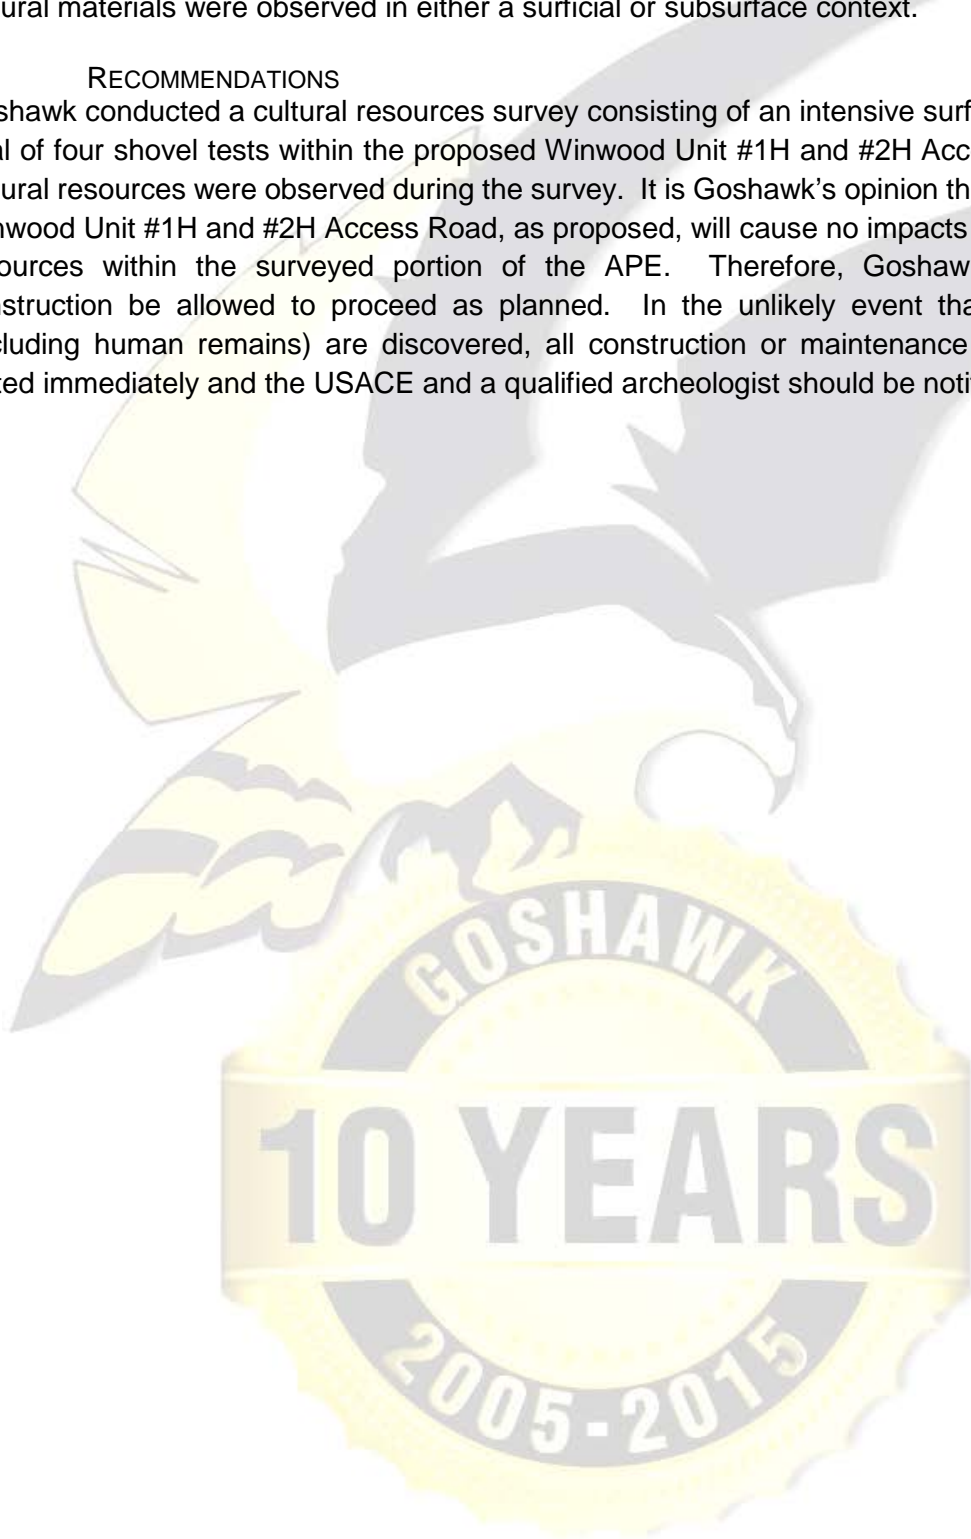 ural materials were observed in either a surficial or subsurface context.
RECOMMENDATIONS
shawk conducted a cultural resources survey consisting of an intensive surf
al of four shovel tests within the proposed Winwood Unit #1H and #2H Acc
ural resources were observed during the survey. It is Goshawk's opinion th
wood Unit #1H and #2H Access Road, as proposed, will cause no impacts
ources within the surveyed portion of the APE. Therefore, Goshaw
nstruction be allowed to proceed as planned. In the unlikely event tha
cluding human remains) are discovered, all construction or maintenance
ted immediately and the USACE and a qualified archeologist should be noti
GOSHAWK
10 YEARS
2005-2015